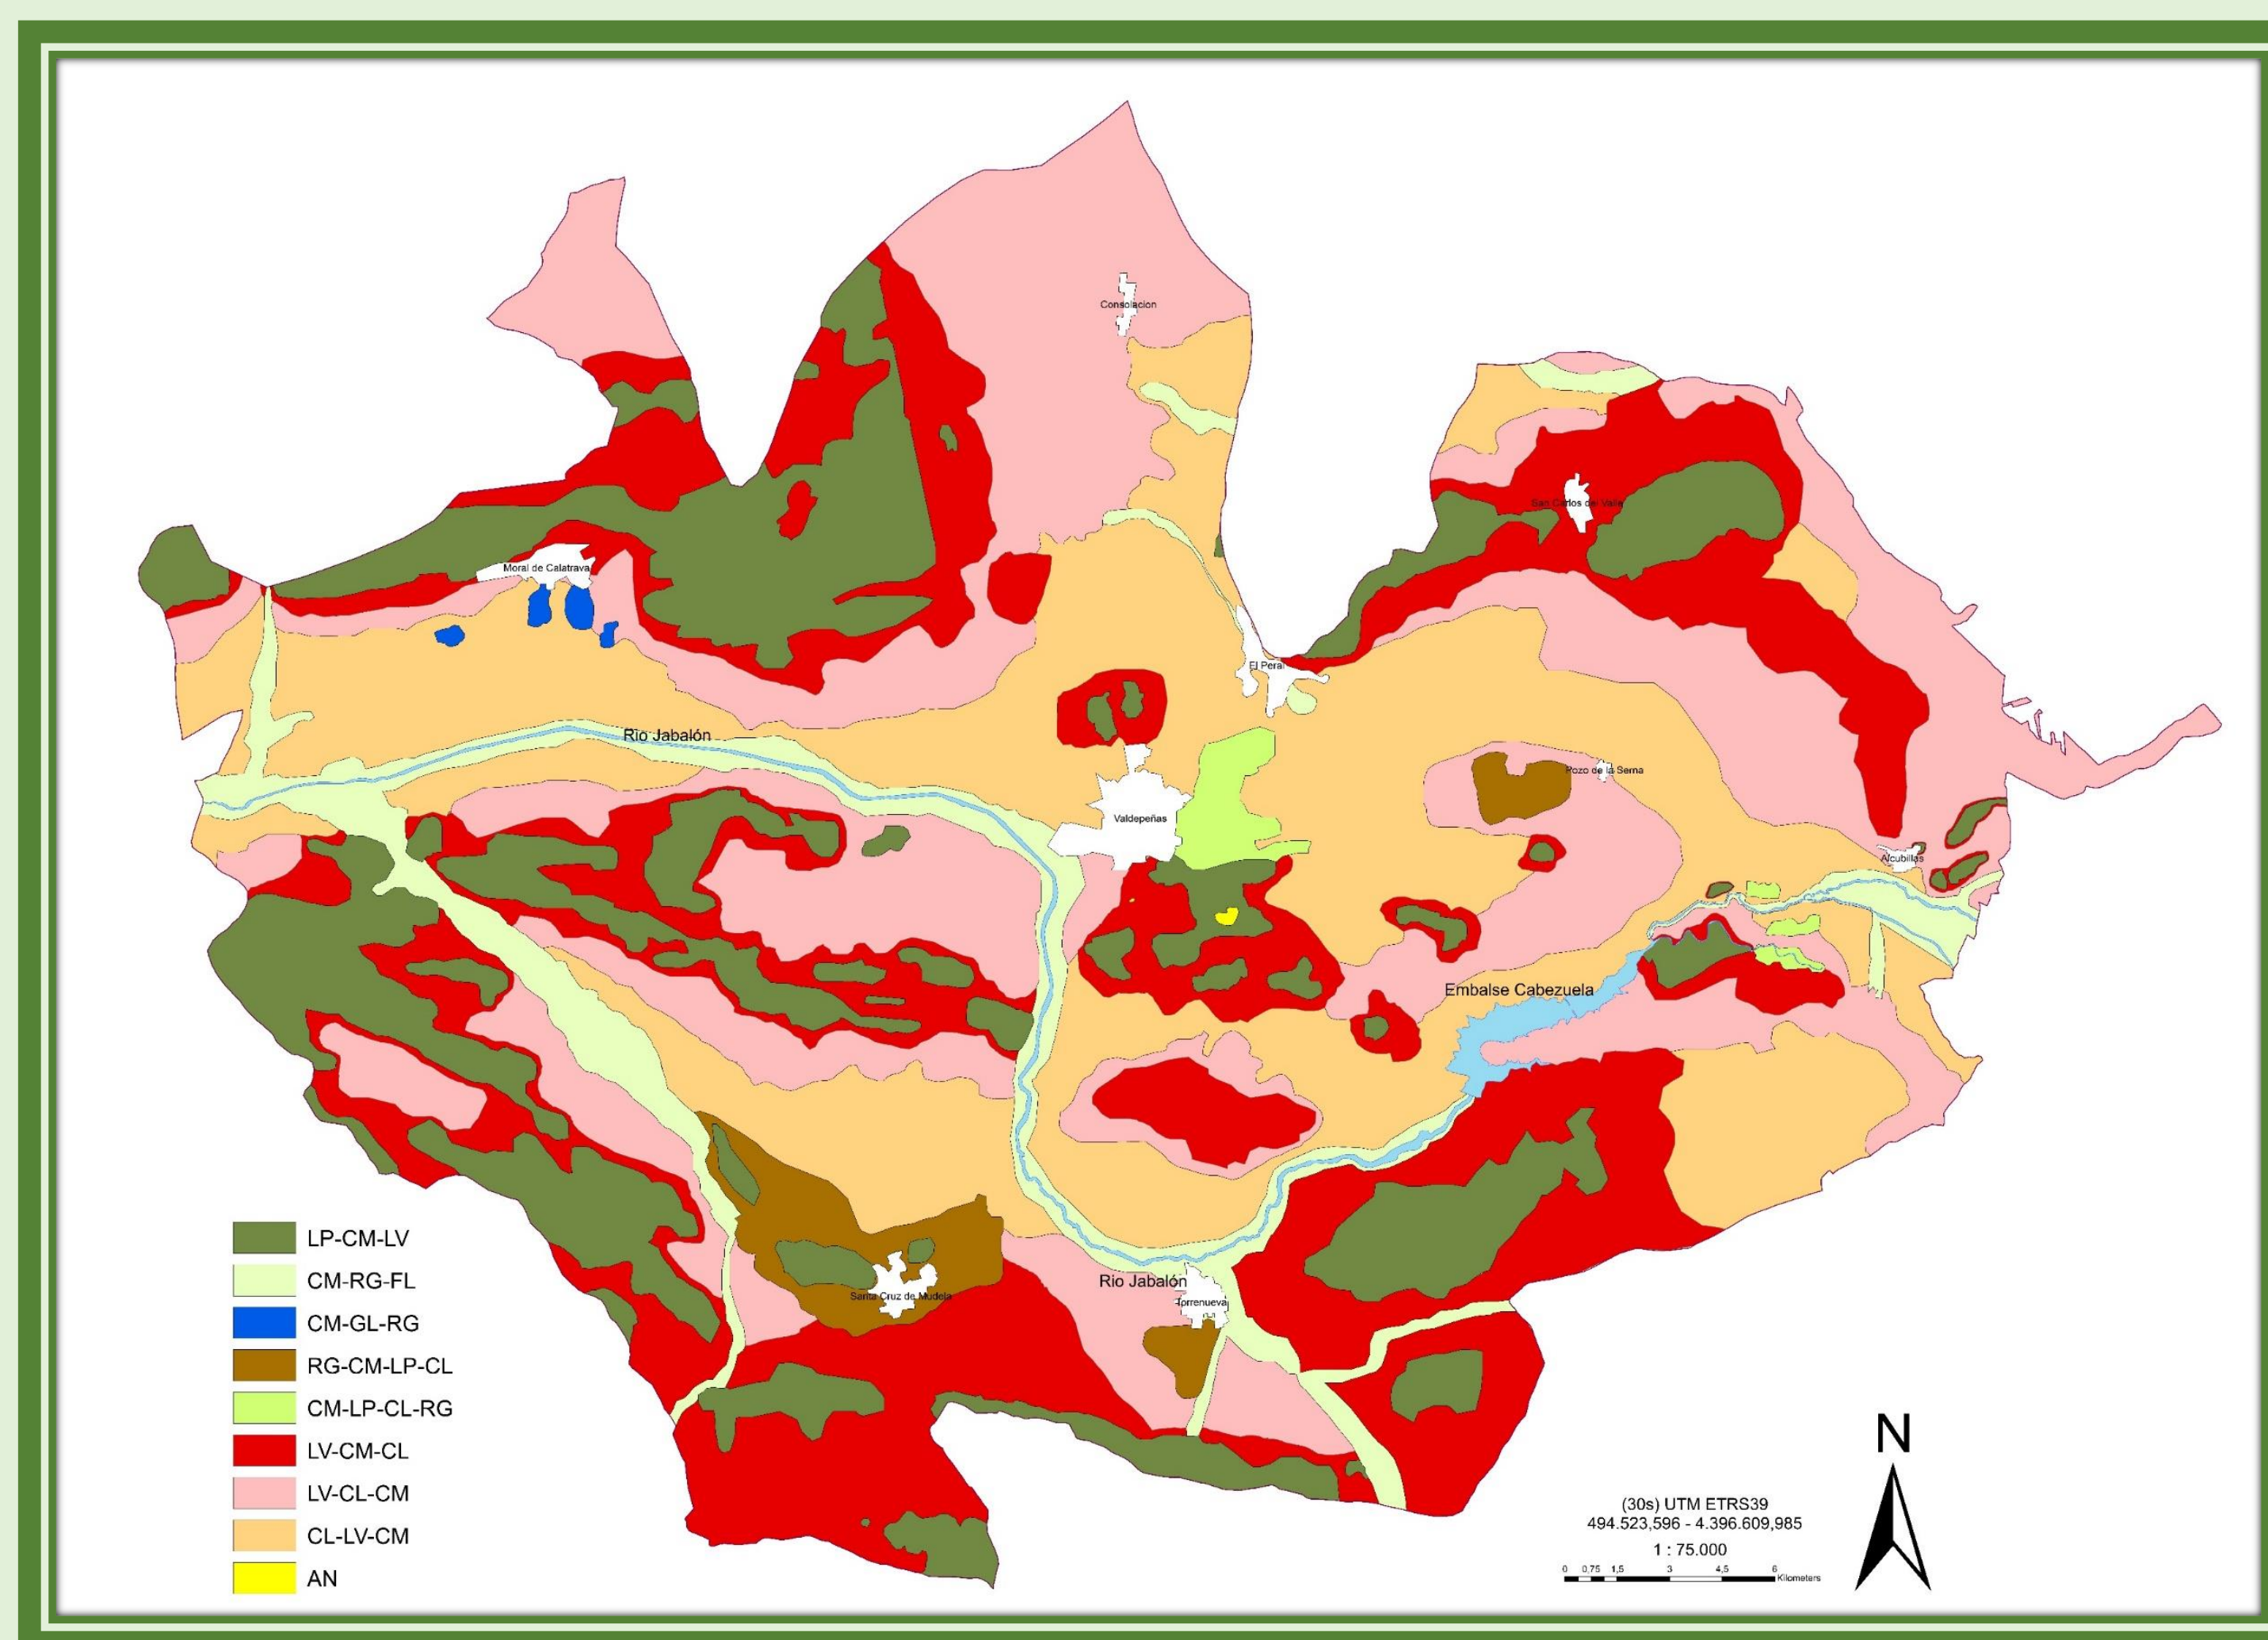 Consolacion
San Carlos del Valle
Moral de Calatrava
El Peral
Rio Jabalón
Pozo de la Serna
Valdepeñas
Alcubillas
Embalse Cabezuela
Rio Jabalón
Torrenueva
Santa Cruz de Mudela
LP-CM-LV
CM-RG-FL
CM-GL-RG
RG-CM-LP-CL
CM-LP-CL-RG
LV-CM-CL
LV-CL-CM
CL-LV-CM
AN
N
(30s) UTM ETRS39
494.523,596 - 4.396.609,985
1 : 75.000
0 0,75 1,5 3 4,5 6
Kilometers